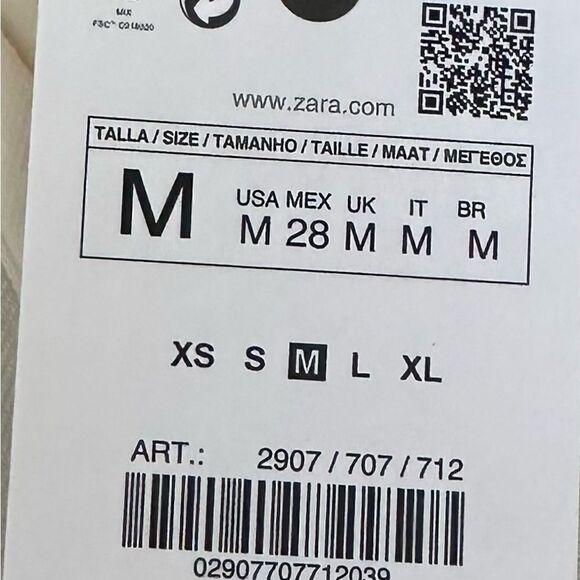 MIX
www.zara.com
TALLA / SIZE / TAMANHO / TAILLE / MAAT / ΜΕΓΕΘΟΣ
M
USA MEX UK IT BR
M 28 M M M
XS S M L XL
ART.: 2907 / 707 / 712
02907707712039